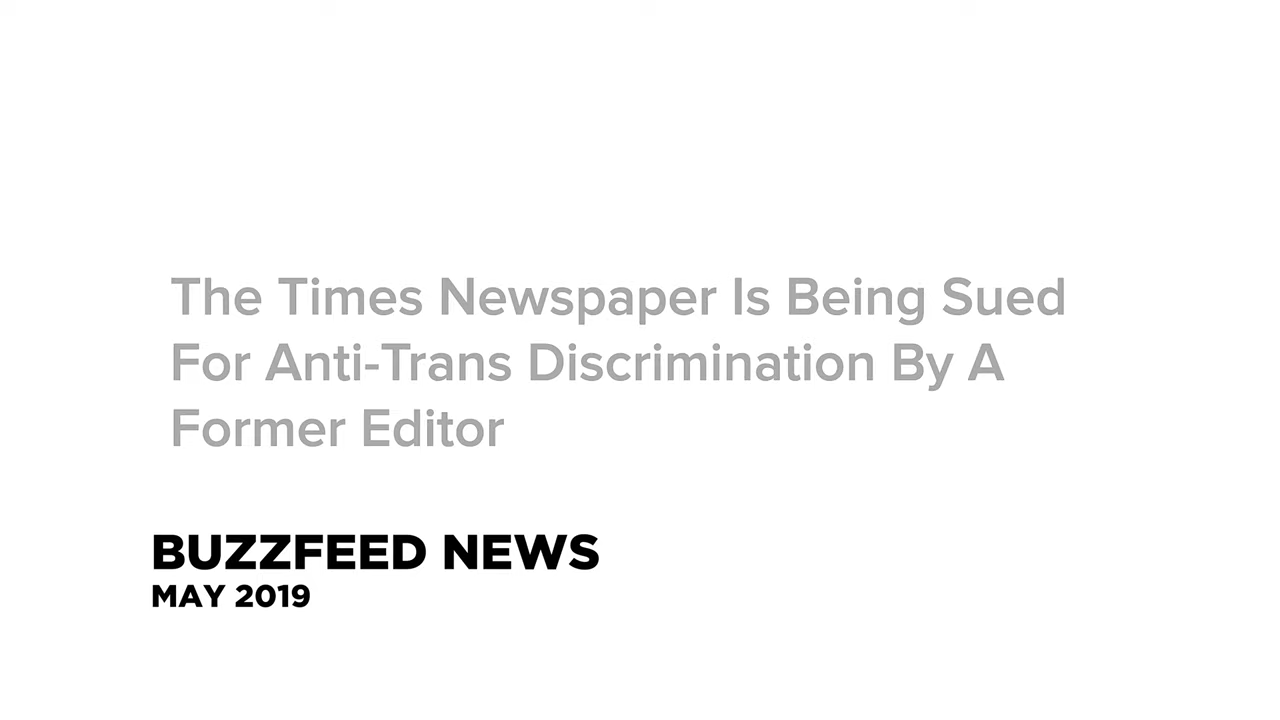 The Times Newspaper Is Being Sued
For Anti-Trans Discrimination By A
Former Editor
BUZZFEED NEWS
MAY 2019